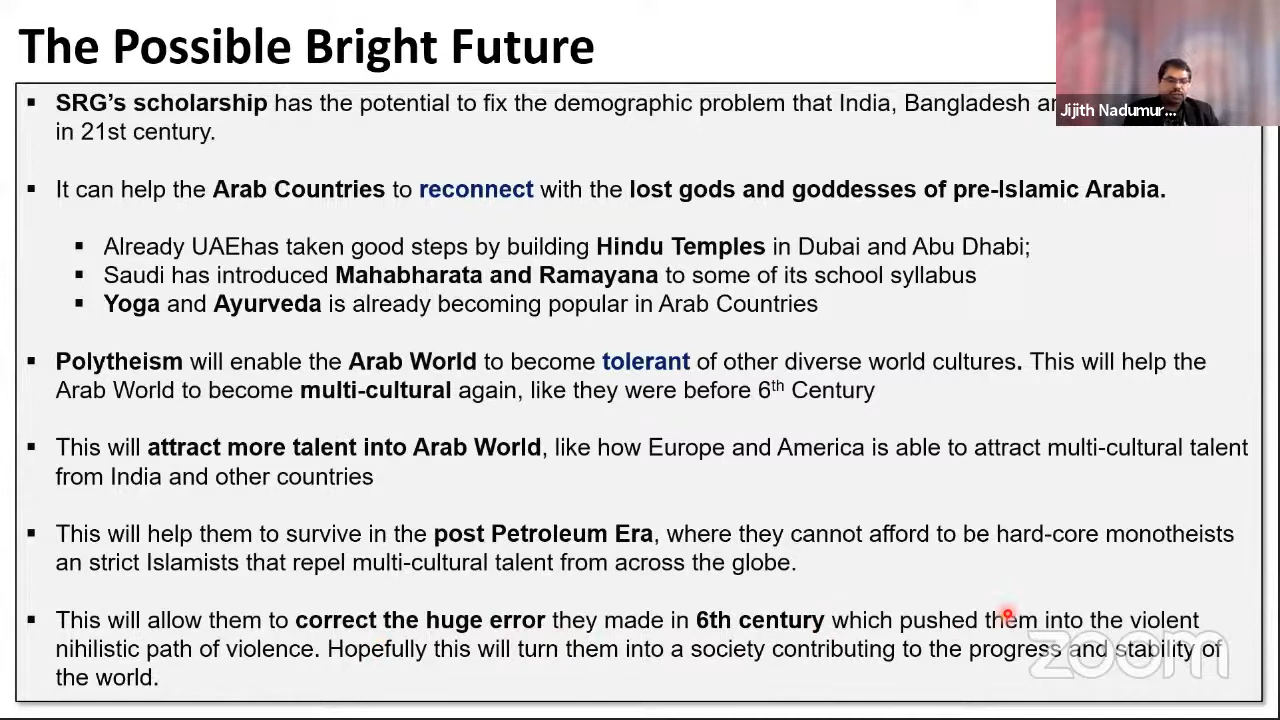 The Possible Bright Future
Jijith Nadumur...
▪ SRG's scholarship has the potential to fix the demographic problem that India, Bangladesh
in 21st century.
▪ It can help the Arab Countries to reconnect with the lost gods and goddesses of pre-Islamic Arabia.
▪ Already UAEhas taken good steps by building Hindu Temples in Dubai and Abu Dhabi;
▪ Saudi has introduced Mahabharata and Ramayana to some of its school syllabus
▪ Yoga and Ayurveda is already becoming popular in Arab Countries
▪ Polytheism will enable the Arab World to become tolerant of other diverse world cultures. This will help the
Arab World to become multi-cultural again, like they were before 6th Century
▪ This will attract more talent into Arab World, like how Europe and America is able to attract multi-cultural talent
from India and other countries
▪ This will help them to survive in the post Petroleum Era, where they cannot afford to be hard-core monotheists
an strict Islamists that repel multi-cultural talent from across the globe.
▪ This will allow them to correct the huge error they made in 6th century which pushed them into the violent
nihilistic path of violence. Hopefully this will turn them into a society contributing to the progress and stability of
the world.
zoom